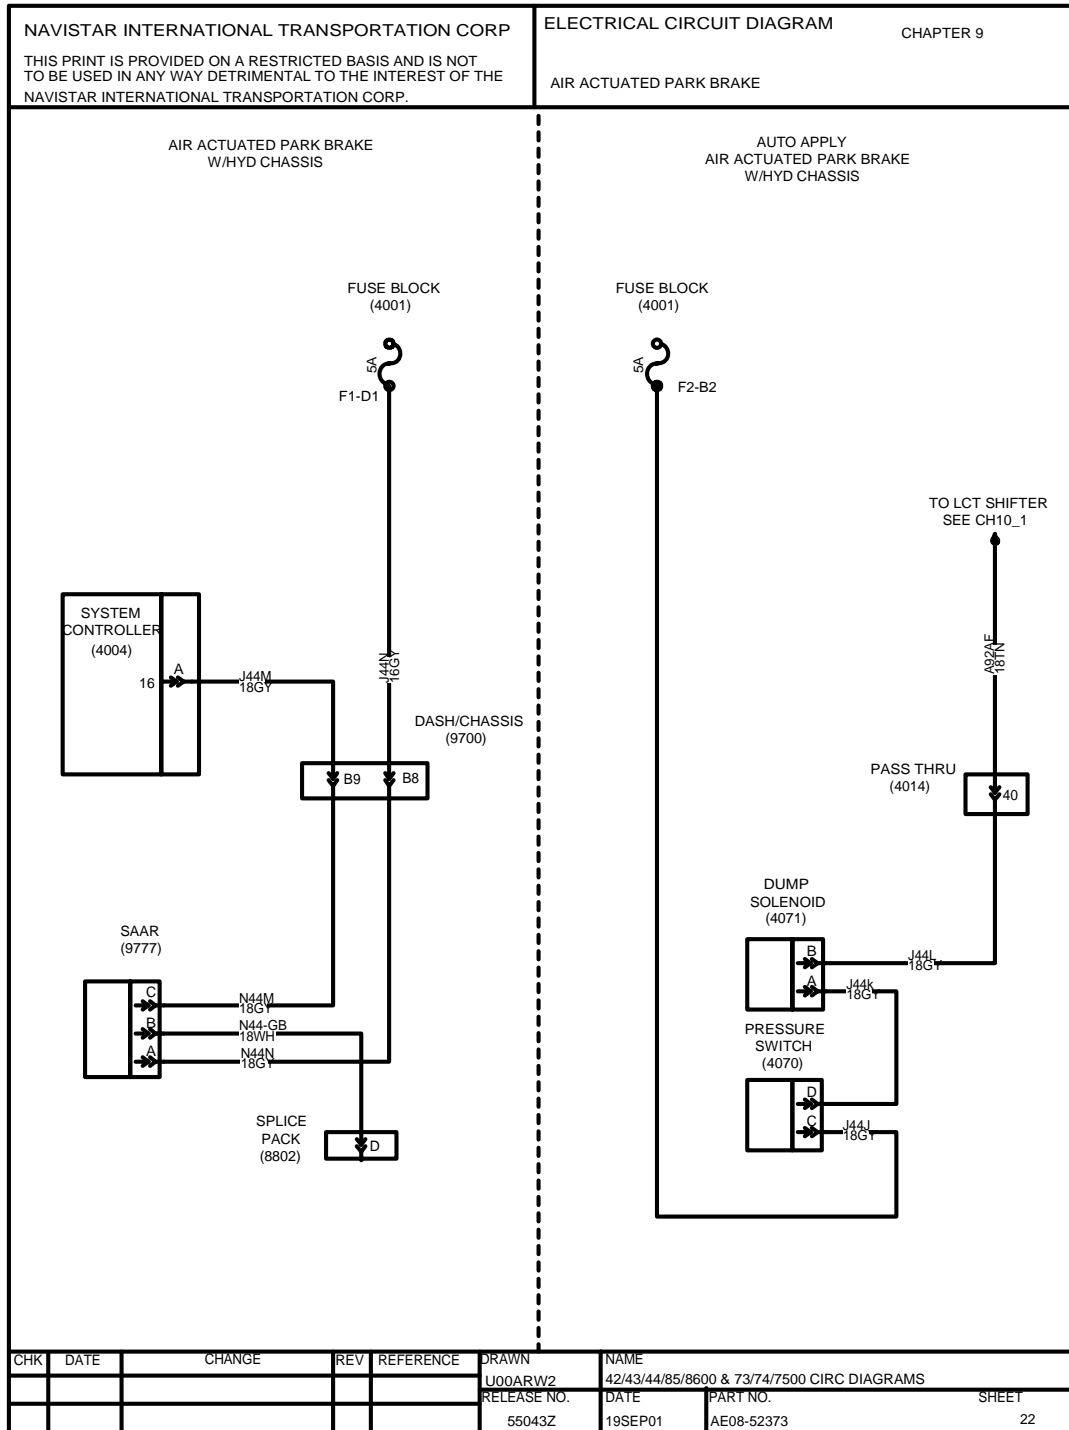 NAVISTAR INTERNATIONAL TRANSPORTATION CORP
THIS PRINT IS PROVIDED ON A RESTRICTED BASIS AND IS NOT
TO BE USED IN ANY WAY DETRIMENTAL TO THE INTEREST OF THE
NAVISTAR INTERNATIONAL TRANSPORTATION CORP.
ELECTRICAL CIRCUIT DIAGRAM
CHAPTER 9
AIR ACTUATED PARK BRAKE
AIR ACTUATED PARK BRAKE
W/HYD CHASSIS
FUSE BLOCK
(4001)
5A
F1-D1
SYSTEM
CONTROLLER
(4004)
16
A
J44M
18GY
J44N
16GY
DASH/CHASSIS
(9700)
B9
B8
SAAR
(9777)
C
B
A
N44M
18GY
N44-GB
18WH
N44N
18GY
SPLICE
PACK
(8802)
D
AUTO APPLY
AIR ACTUATED PARK BRAKE
W/HYD CHASSIS
FUSE BLOCK
(4001)
5A
F2-B2
TO LCT SHIFTER
SEE CH10_1
A92AF
18TN
PASS THRU
(4014)
40
DUMP
SOLENOID
(4071)
B
A
J44L
18GY
J44k
18GY
PRESSURE
SWITCH
(4070)
D
C
J44J
18GY
CHK
DATE
CHANGE
REV
REFERENCE
DRAWN
U00ARW2
NAME
42/43/44/85/8600 & 73/74/7500 CIRC DIAGRAMS
RELEASE NO.
55043Z
DATE
19SEP01
PART NO.
AE08-52373
SHEET
22